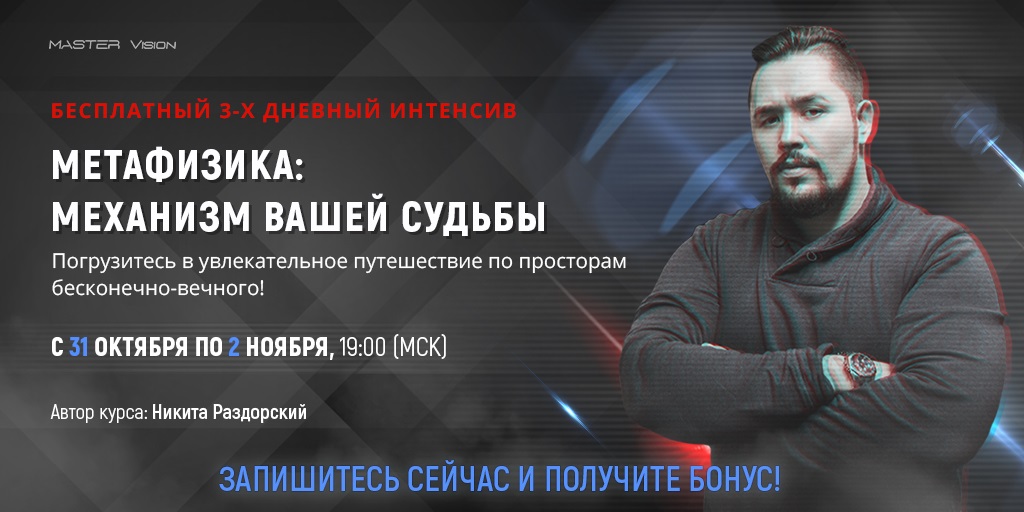 MASTER VISION
БЕСПЛАТНЫЙ 3-Х ДНЕВНЫЙ ИНТЕНСИВ
МЕТАФИЗИКА:
МЕХАНИЗМ ВАШЕЙ СУДЬБЫ
Погрузитесь в увлекательное путешествие по просторам
бесконечно-вечного!
С 31 ОКТЯБРЯ ПО 2 НОЯБРЯ, 19:00 (МСК)
Автор курса: Никита Раздорский
ЗАПИШИТЕСЬ СЕЙЧАС И ПОЛУЧИТЕ БОНУС!